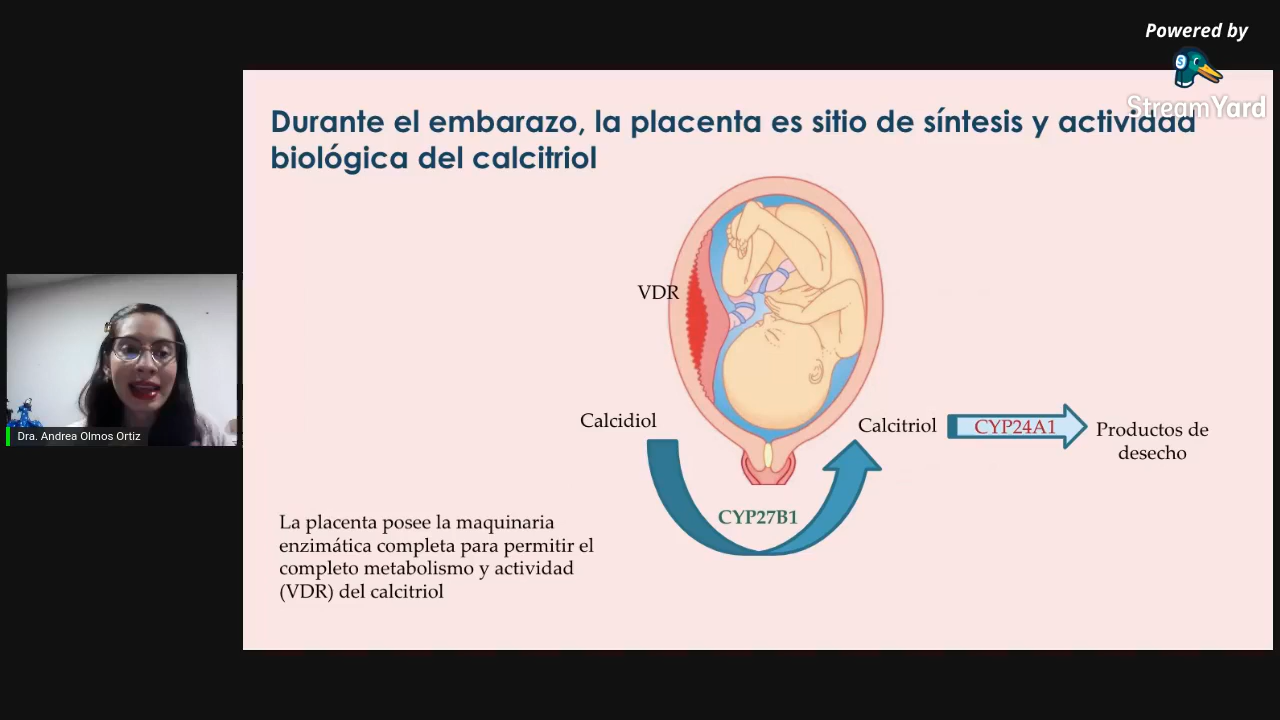 Powered by
StreamYard
Durante el embarazo, la placenta es sitio de síntesis y actividad
biológica del calcitriol
VDR
Calcidiol
Calcitriol
CYP24A1
Productos de
desecho
CYP27B1
La placenta posee la maquinaria
enzimática completa para permitir el
completo metabolismo y actividad
(VDR) del calcitriol
Dra. Andrea Olmos Ortiz